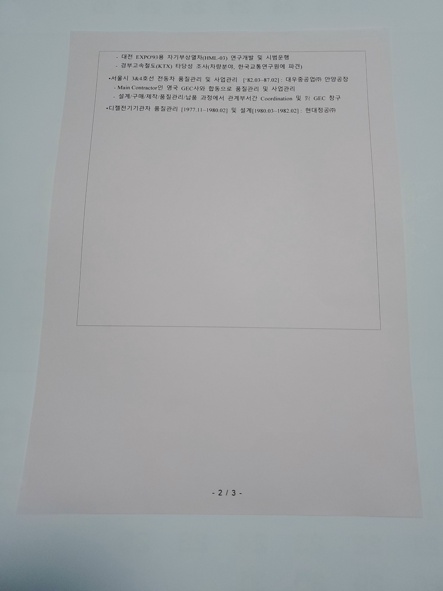 - 대전 EXPO'93용 자기부상열차(HML-03) 연구개발 및 시범운행
- 경부고속철도(KTX) 타당성 조사(차량분야, 한국교통연구원에 파견)
•서울시 3&4호선 전동차 품질관리 및 사업관리 ['82.03~87.02] : 대우중공업㈜ 안양공장
- Main Contractor인 영국 GEC사와 합동으로 품질관리 및 사업관리
- 설계/구매/제작/품질관리/납품 과정에서 관계부서간 Coordination 및 對 GEC 창구
•디젤전기기관차 품질관리 [1977.11~1980.02] 및 설계[1980.03~1982.02] : 현대정공㈜
- 2 / 3 -